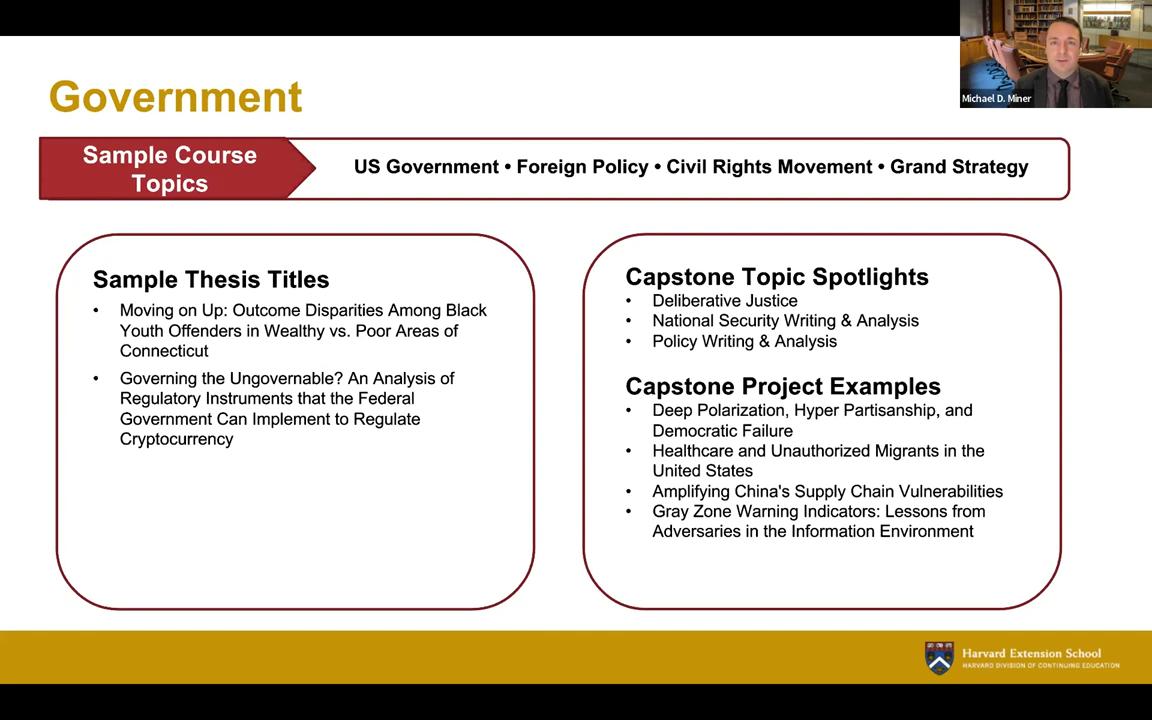 Michael D. Miner
Government
Sample Course
Topics
US Government • Foreign Policy • Civil Rights Movement • Grand Strategy
Sample Thesis Titles
• Moving on Up: Outcome Disparities Among Black
Youth Offenders in Wealthy vs. Poor Areas of
Connecticut
• Governing the Ungovernable? An Analysis of
Regulatory Instruments that the Federal
Government Can Implement to Regulate
Cryptocurrency
Capstone Topic Spotlights
• Deliberative Justice
• National Security Writing & Analysis
• Policy Writing & Analysis
Capstone Project Examples
• Deep Polarization, Hyper Partisanship, and
Democratic Failure
• Healthcare and Unauthorized Migrants in the
United States
• Amplifying China's Supply Chain Vulnerabilities
• Gray Zone Warning Indicators: Lessons from
Adversaries in the Information Environment
Harvard Extension School
HARVARD DIVISION OF CONTINUING EDUCATION